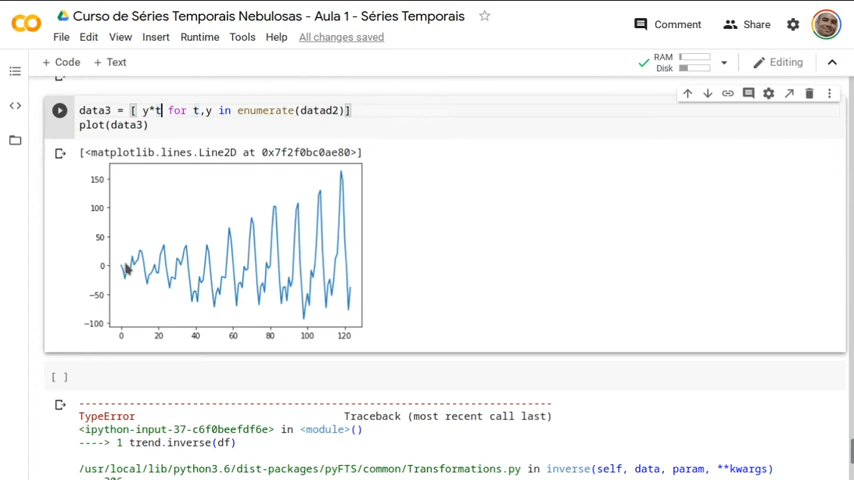 Curso de Séries Temporais Nebulosas - Aula 1 - Séries Temporais
Comment
Share
File Edit View Insert Runtime Tools Help All changes saved
+ Code + Text
RAM
Disk
Editing
data3 = [ y*t for t,y in enumerate(datad2)]
plot(data3)
[<matplotlib.lines.Line2D at 0x7f2f0bc0ae80>]
150
100
50
0
−50
−100
0 20 40 60 80 100 120
[ ]
---------------------------------------------------------------------------
TypeError Traceback (most recent call last)
<ipython-input-37-c6f0beefdf6e> in <module>()
----> 1 trend.inverse(df)
/usr/local/lib/python3.6/dist-packages/pyFTS/common/Transformations.py in inverse(self, data, param, **kwargs)